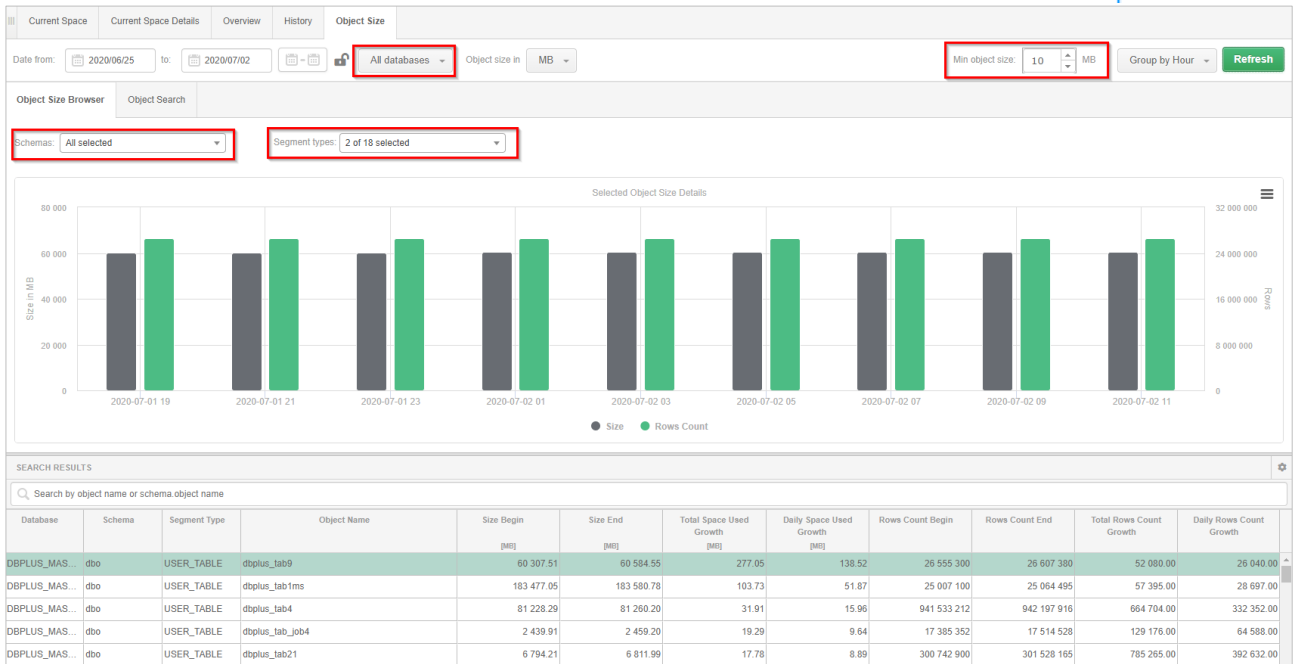 Current Space Current Space Details Overview History Object Size
Date from: 2020/06/25 to: 2020/07/02 All databases Object size in MB Min object size: 10 MB Group by Hour Refresh
Object Size Browser Object Search
Schemas: All selected Segment types: 2 of 18 selected
Selected Object Size Details
80 000 32 000 000
60 000 24 000 000
40 000 16 000 000
20 000 8 000 000
0 0
Size in MB
Rows
2020-07-01 19 2020-07-01 21 2020-07-01 23 2020-07-02 01 2020-07-02 03 2020-07-02 05 2020-07-02 07 2020-07-02 09 2020-07-02 11
Size Rows Count
SEARCH RESULTS
Search by object name or schema.object name
Database Schema Segment Type Object Name Size Begin Size End Total Space Used Daily Space Used Rows Count Begin Rows Count End Total Rows Count Daily Rows Count
Growth Growth Growth Growth
[MB] [MB] [MB] [MB]
DBPLUS_MAS... dbo USER_TABLE dbplus_tab9 60 307.51 60 584.55 277.05 138.52 26 555 300 26 607 380 52 080.00 26 040.00
DBPLUS_MAS... dbo USER_TABLE dbplus_tab1ms 183 477.05 183 580.78 103.73 51.87 25 007 100 25 064 495 57 395.00 28 697.00
DBPLUS_MAS... dbo USER_TABLE dbplus_tab4 81 228.29 81 260.20 31.91 15.96 941 533 212 942 197 916 664 704.00 332 352.00
DBPLUS_MAS... dbo USER_TABLE dbplus_tab_job4 2 439.91 2 459.20 19.29 9.64 17 385 352 17 514 528 129 176.00 64 588.00
DBPLUS_MAS... dbo USER_TABLE dbplus_tab21 6 794.21 6 811.99 17.78 8.89 300 742 900 301 528 165 785 265.00 392 632.00